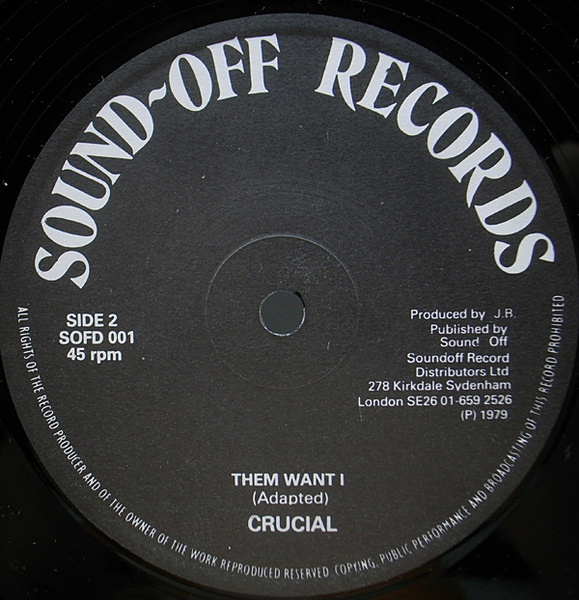 SOUND-OFF RECORDS
SIDE 2
SOFD 001
45 rpm
Produced by J.B.
Published by
Sound Off
Soundoff Record
Distributors Ltd
278 Kirkdale Sydenham
London SE26 01-659 2526
(P) 1979
THEM WANT I
(Adapted)
CRUCIAL
ALL RIGHTS OF THE RECORD PRODUCER AND OF THE OWNER OF THE WORK REPRODUCED RESERVED COPYING, PUBLIC PERFORMANCE AND BROADCASTING OF THIS RECORD PROHIBITED